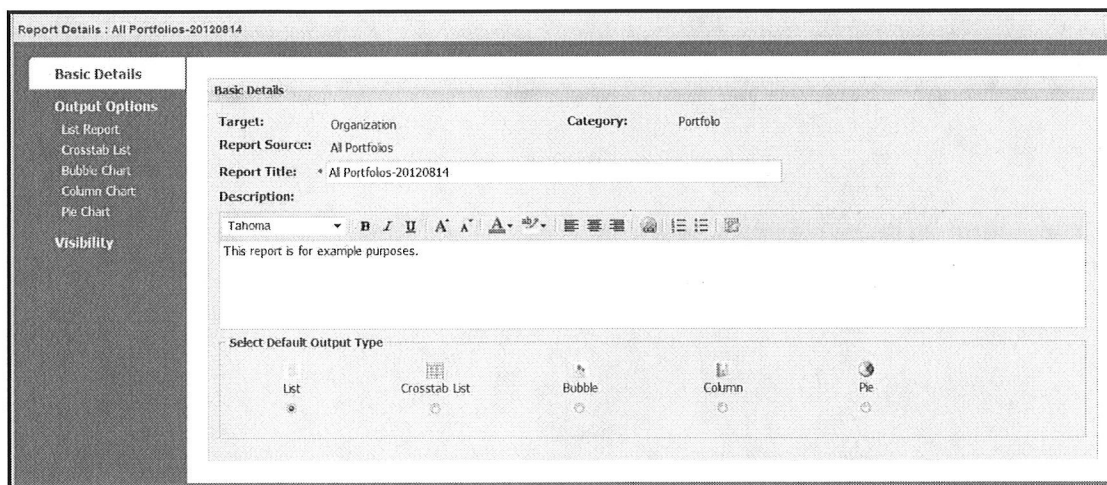 Report Details : All Portfolios-20120814
Basic Details
Output Options
List Report
Crosstab List
Bubble Chart
Column Chart
Pie Chart
Visibility
Basic Details
Target: Organization Category: Portfolio
Report Source: All Portfolios
Report Title: * All Portfolios-20120814
Description:
Tahoma B I U A A A ab
This report is for example purposes.
Select Default Output Type
List Crosstab List Bubble Column Pie